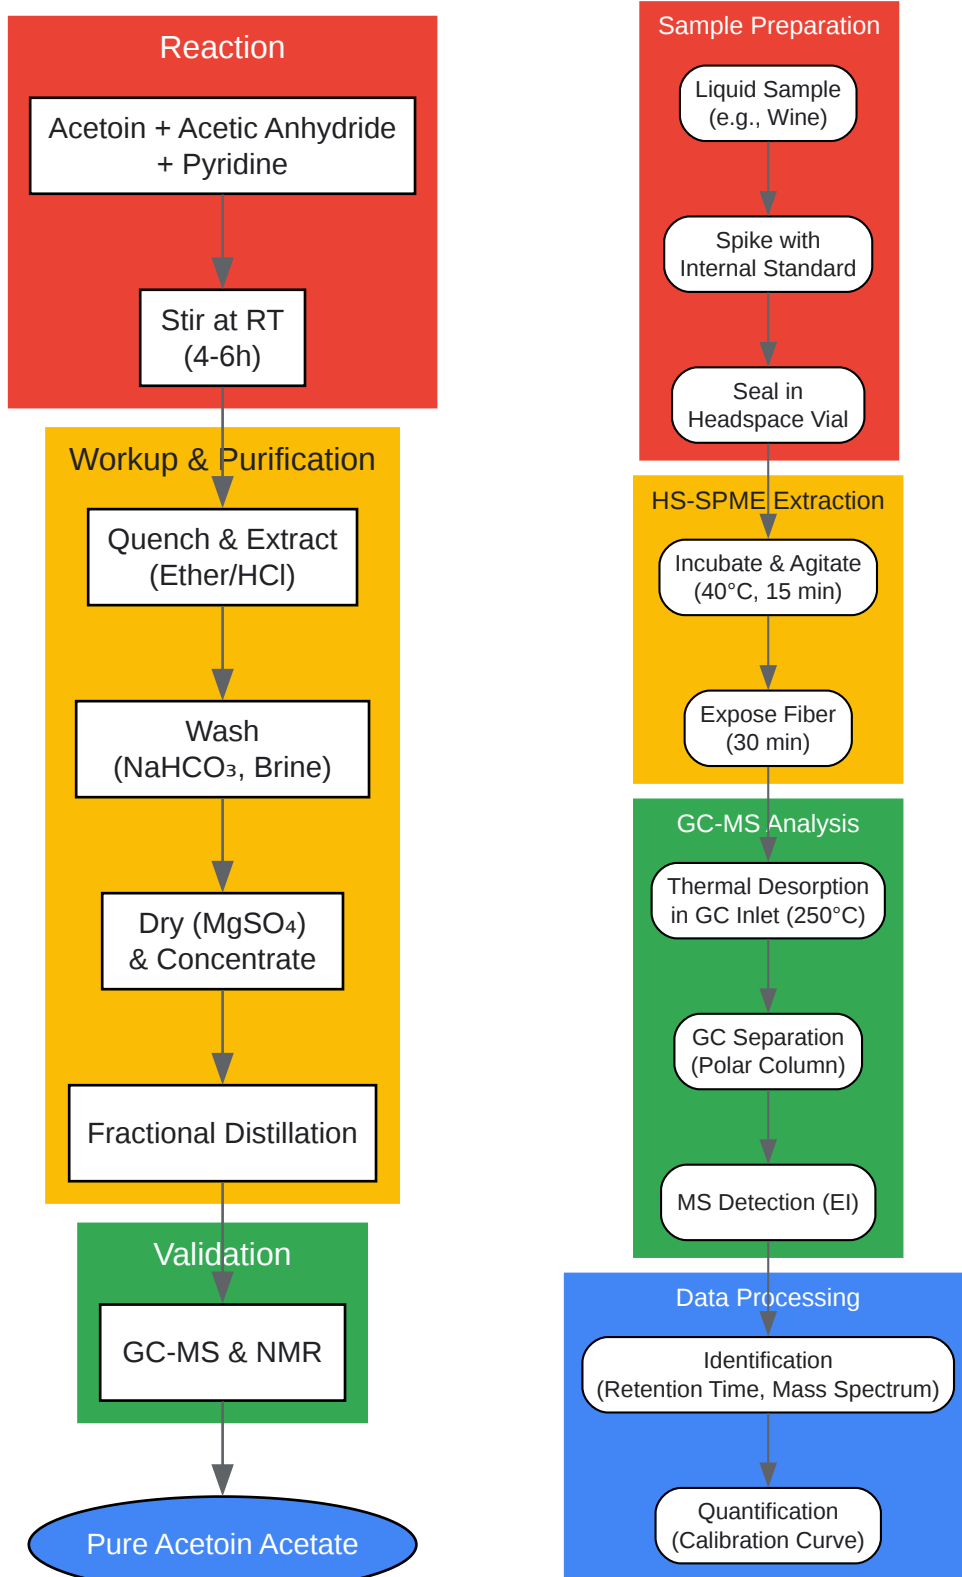 Reaction
Acetoin + Acetic Anhydride
+ Pyridine
Stir at RT
(4-6h)
Workup & Purification
Quench & Extract
(Ether/HCl)
Wash
(NaHCO₃, Brine)
Dry (MgSO₄)
& Concentrate
Fractional Distillation
Validation
GC-MS & NMR
Pure Acetoin Acetate
Sample Preparation
Liquid Sample
(e.g., Wine)
Spike with
Internal Standard
Seal in
Headspace Vial
HS-SPME Extraction
Incubate & Agitate
(40°C, 15 min)
Expose Fiber
(30 min)
GC-MS Analysis
Thermal Desorption
in GC Inlet (250°C)
GC Separation
(Polar Column)
MS Detection (EI)
Data Processing
Identification
(Retention Time, Mass Spectrum)
Quantification
(Calibration Curve)